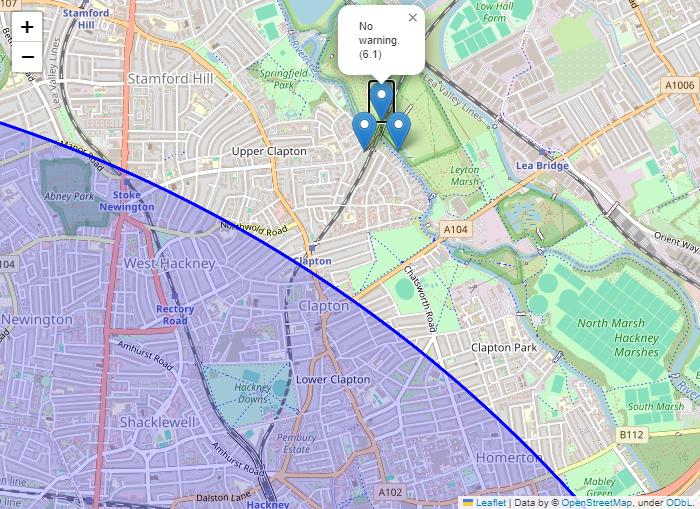 +
−
107
Stamford
Hill
Lea Valley Lines
Stamford Hill
Springfield
Park
No
warning.
(6.1)
×
Low Hall
Farm
Lea Valley Lines
A1006
Upper Clapton
Lea Bridge
Leyton
Marsh
Manor Road
Abney Park
Stoke
Newington
Northwold Road
A104
Orient Way
104
West Hackney
Clapton
Chatsworth Road
Rectory
Road
Clapton
Newington
North Marsh
Hackney
Marshes
Amhurst Road
Clapton Park
Lower Clapton
Hackney
Downs
South Marsh
Shacklewell
B112
Pembury
Estate
Amhurst Road
Homerton
Mabley
Green
Dalston Lane
A102
Hackney
Leaflet | Data by © OpenStreetMap, under ODbL.